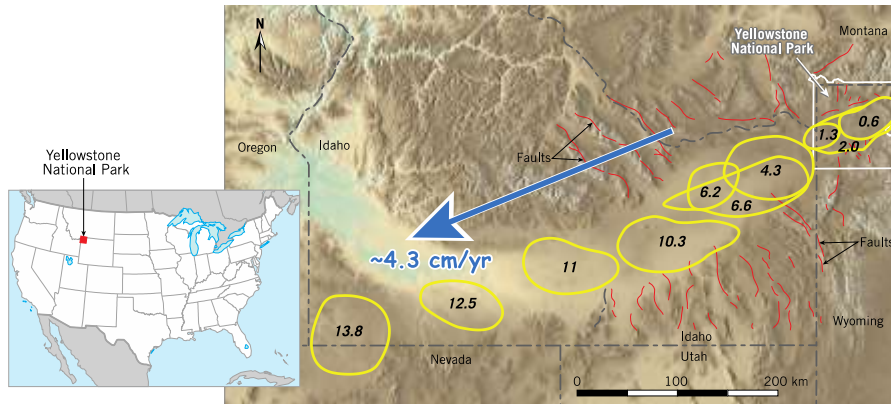 N
Yellowstone
National Park
Montana
Oregon
Idaho
Faults
0.6
1.3
2.0
4.3
6.2
6.6
Yellowstone
National Park
~4.3 cm/yr
10.3
11
12.5
13.8
Faults
Wyoming
Idaho
Utah
Nevada
0
100
200 km